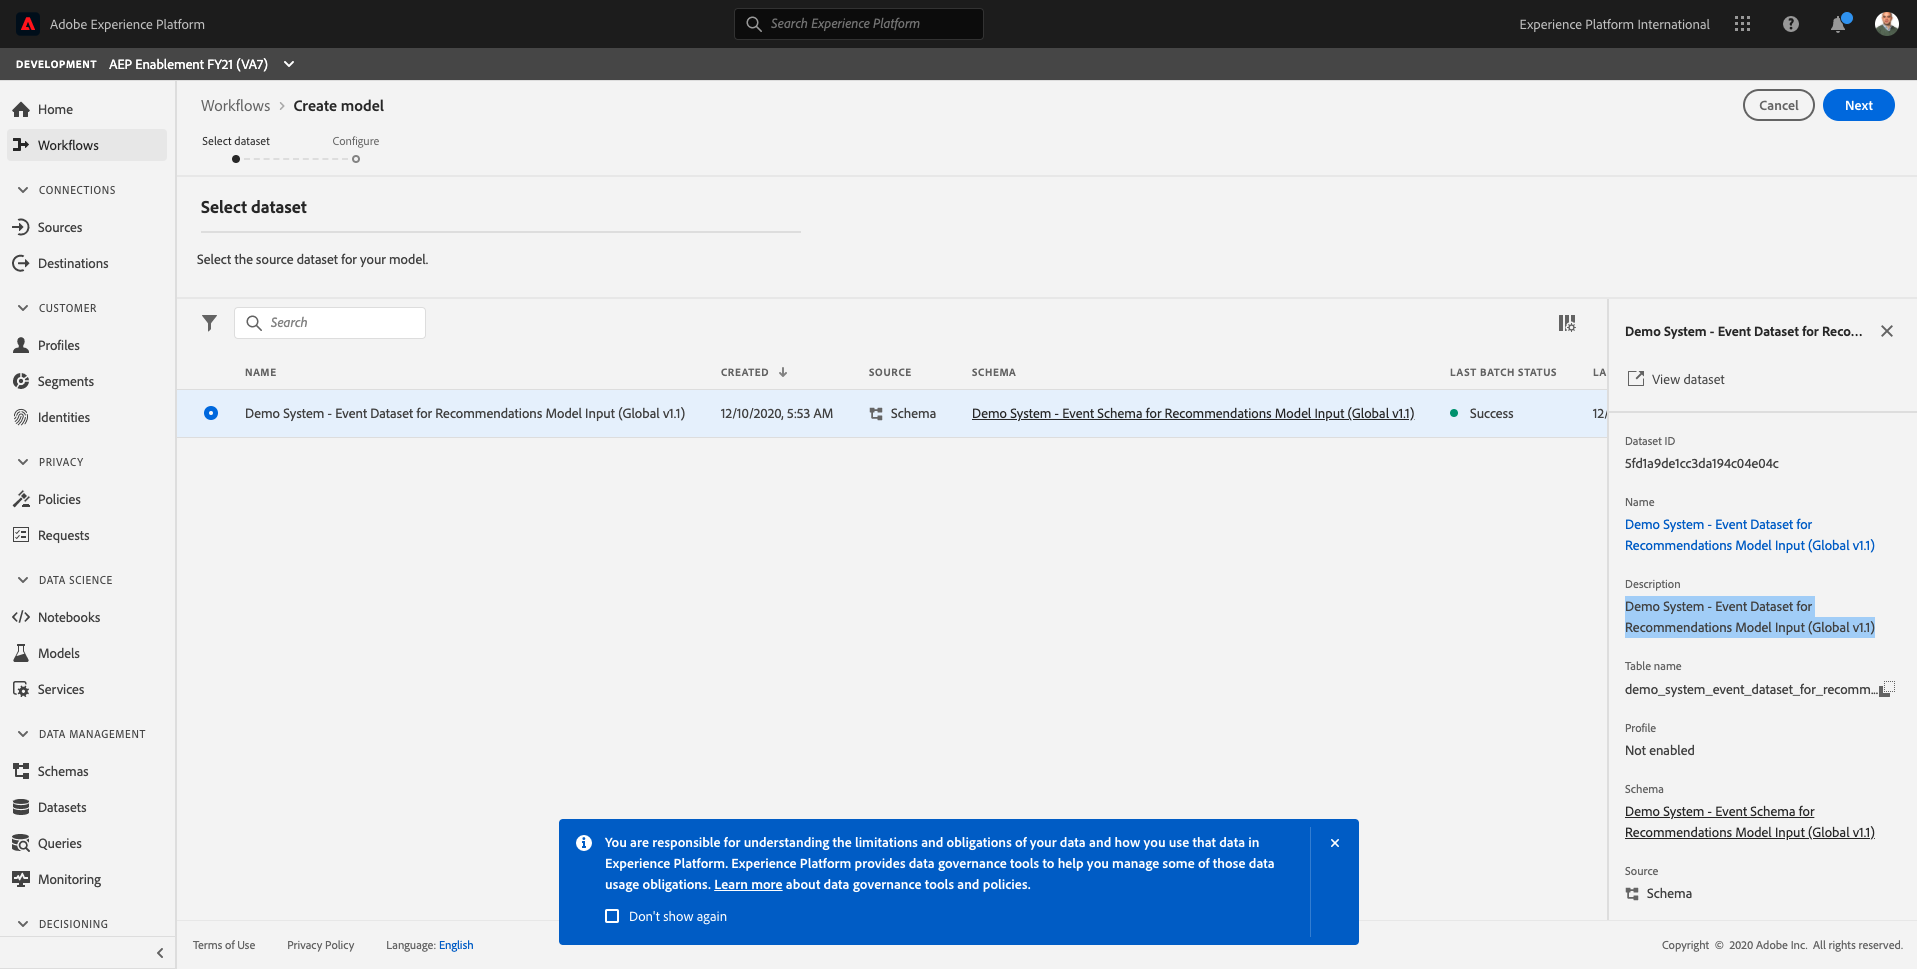 Adobe Experience Platform
Search Experience Platform
Experience Platform International
DEVELOPMENT AEP Enablement FY21 (VA7)
Home
Workflows
CONNECTIONS
Sources
Destinations
CUSTOMER
Profiles
Segments
Identities
PRIVACY
Policies
Requests
DATA SCIENCE
Notebooks
Models
Services
DATA MANAGEMENT
Schemas
Datasets
Queries
Monitoring
DECISIONING
Workflows > Create model
Cancel
Next
Select dataset
Configure
Select dataset
Select the source dataset for your model.
Search
NAME CREATED SOURCE SCHEMA LAST BATCH STATUS LA
Demo System - Event Dataset for Recommendations Model Input (Global v1.1) 12/10/2020, 5:53 AM Schema Demo System - Event Schema for Recommendations Model Input (Global v1.1) Success 12/
Demo System - Event Dataset for Reco...
View dataset
Dataset ID
5fd1a9de1cc3da194c04e04c
Name
Demo System - Event Dataset for
Recommendations Model Input (Global v1.1)
Description
Demo System - Event Dataset for
Recommendations Model Input (Global v1.1)
Table name
demo_system_event_dataset_for_recomm...
Profile
Not enabled
Schema
Demo System - Event Schema for
Recommendations Model Input (Global v1.1)
Source
Schema
You are responsible for understanding the limitations and obligations of your data and how you use that data in
Experience Platform. Experience Platform provides data governance tools to help you manage some of those data
usage obligations. Learn more about data governance tools and policies.
Don't show again
Terms of Use
Privacy Policy
Language: English
Copyright © 2020 Adobe Inc. All rights reserved.